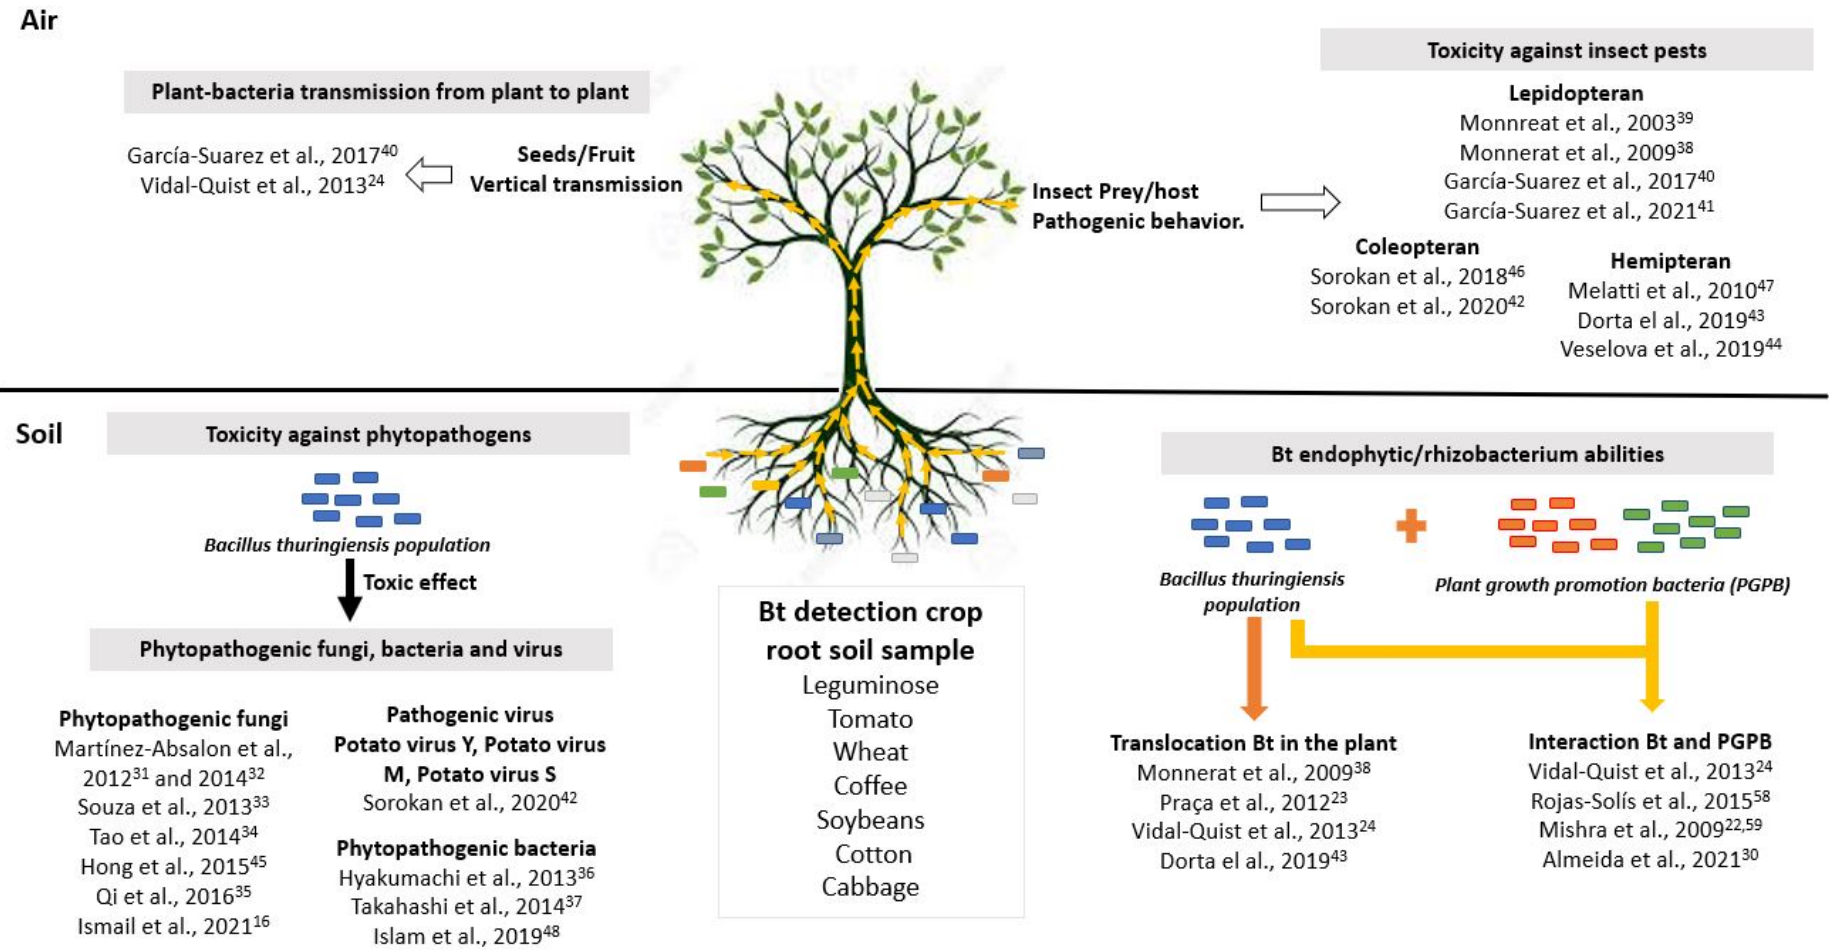 Air
Plant-bacteria transmission from plant to plant
García-Suarez et al., 2017⁴⁰
Vidal-Quist et al., 2013²⁴
Seeds/Fruit
Vertical transmission
Insect Prey/host
Pathogenic behavior.
Toxicity against insect pests
Lepidopteran
Monnreat et al., 2003³⁹
Monnerat et al., 2009³⁸
García-Suarez et al., 2017⁴⁰
García-Suarez et al., 2021⁴¹
Coleopteran
Sorokan et al., 2018⁴⁶
Sorokan et al., 2020⁴²
Hemipteran
Melatti et al., 2010⁴⁷
Dorta el al., 2019⁴³
Veselova et al., 2019⁴⁴
Soil
Toxicity against phytopathogens
Bacillus thuringiensis population
Toxic effect
Phytopathogenic fungi, bacteria and virus
Phytopathogenic fungi
Martínez-Absalon et al.,
2012³¹ and 2014³²
Souza et al., 2013³³
Tao et al., 2014³⁴
Hong et al., 2015⁴⁵
Qi et al., 2016³⁵
Ismail et al., 2021¹⁶
Pathogenic virus
Potato virus Y, Potato virus
M, Potato virus S
Sorokan et al., 2020⁴²
Phytopathogenic bacteria
Hyakumachi et al., 2013³⁶
Takahashi et al., 2014³⁷
Islam et al., 2019⁴⁸
Bt detection crop
root soil sample
Leguminose
Tomato
Wheat
Coffee
Soybeans
Cotton
Cabbage
Bt endophytic/rhizobacterium abilities
Bacillus thuringiensis
population
Plant growth promotion bacteria (PGPB)
Translocation Bt in the plant
Monnerat et al., 2009³⁸
Praça et al., 2012²³
Vidal-Quist et al., 2013²⁴
Dorta el al., 2019⁴³
Interaction Bt and PGPB
Vidal-Quist et al., 2013²⁴
Rojas-Solís et al., 2015⁵⁸
Mishra et al., 2009²²,⁵⁹
Almeida et al., 2021³⁰